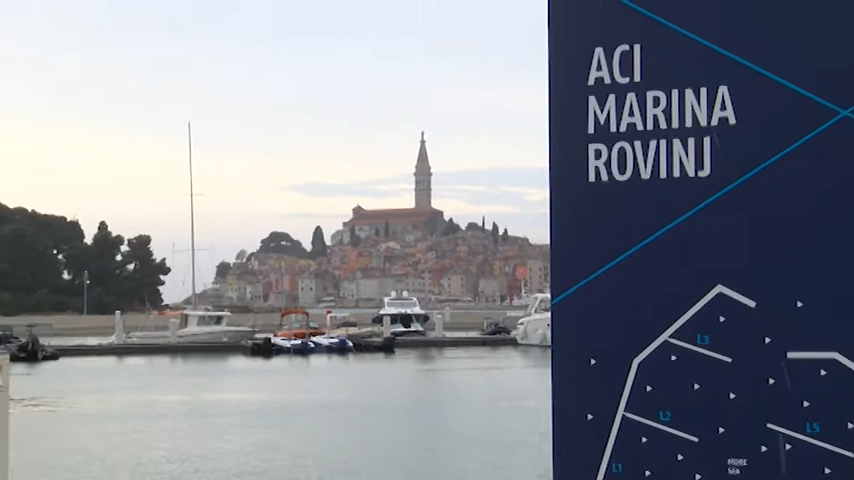 ACI
MARINA
ROVINJ
L3
L2
L5
L1
MORE
SEA